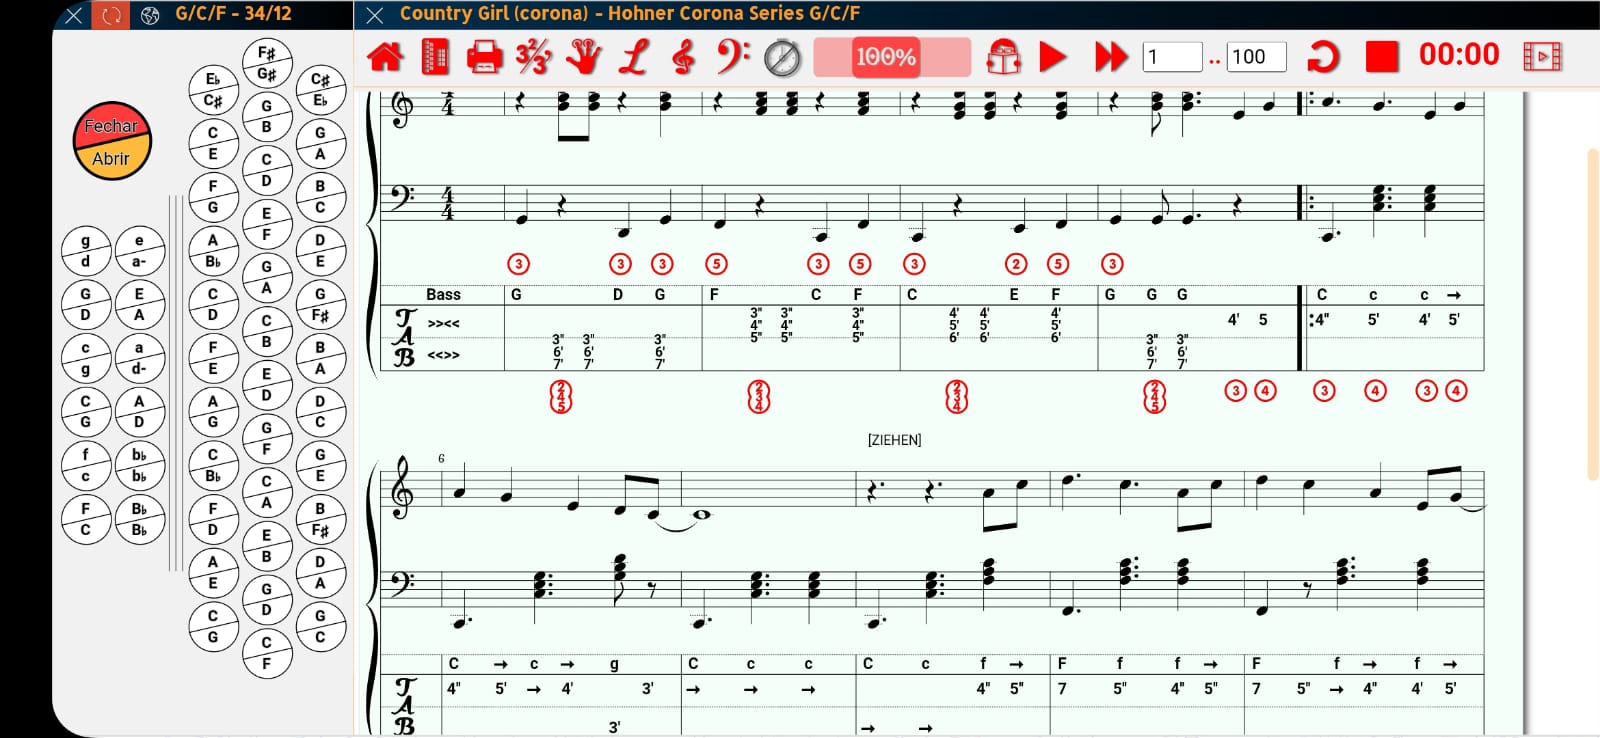 G/C/F - 34/12
Country Girl (corona) - Hohner Corona Series G/C/F
100%
1 .. 100
00:00
Fechar
Abrir
F♯ G♯
E♭ C♯
C♯ E♭
G B
C E
G A
C D
F G
B C
E F
A B♭
D E
G A
C D
G F♯
C B
F E
B A
E D
A G
D C
G F
C B♭
G E
C A
F D
B F♯
E B
A E
D A
G D
C G
G C
C F
g d
e a-
G D
E A
c g
a d-
C G
A D
f c
b♭ b♭
F C
B♭ B♭
4 4
4 4
3 3 3 5 3 5 3 2 5 3
Bass G D G F C F C E F G G G C c c →
T >><< 3" 3" 3" 4' 4' 4' 4' 5 :4" 5' 4' 5'
4" 4" 4" 5' 5' 5'
A 5" 5" 5" 6' 6' 6'
3" 3" 3" 3" 3"
B <<>> 6' 6' 6' 6' 6'
7' 7' 7' 7' 7'
2 4 5 2 3 4 2 3 4 2 4 5 3 4 3 4 3 4
[ZIEHEN]
6
C → c → g C c c C c f → F f f → F f → f →
T 4" 5' → 4' 3' → → → 4" 5" 7 5" 4" 5" 7 5" → 4" 4' 5'
A
B 3' → →